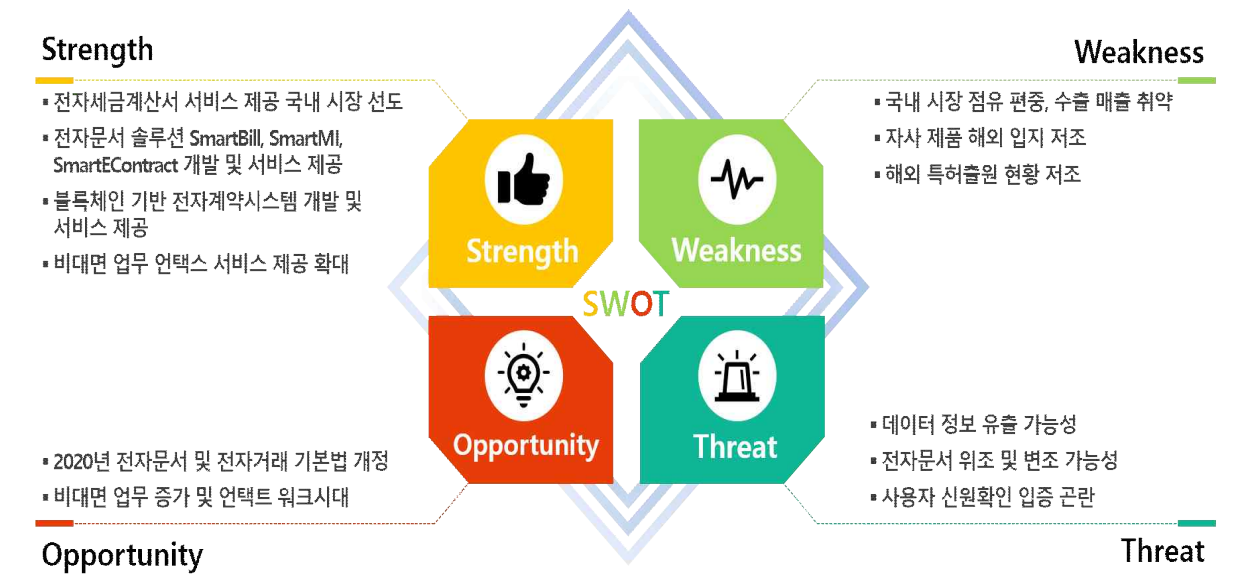 Strength
▪ 전자세금계산서 서비스 제공 국내 시장 선도
▪ 전자문서 솔루션 SmartBill, SmartMI,
SmartEContract 개발 및 서비스 제공
▪ 블록체인 기반 전자계약시스템 개발 및
서비스 제공
▪ 비대면 업무 언택스 서비스 제공 확대
Weakness
▪ 국내 시장 점유 편중, 수출 매출 취약
▪ 자사 제품 해외 입지 저조
▪ 해외 특허출원 현황 저조
Strength
Weakness
SWOT
Opportunity
Threat
▪ 2020년 전자문서 및 전자거래 기본법 개정
▪ 비대면 업무 증가 및 언택트 워크시대
Opportunity
▪ 데이터 정보 유출 가능성
▪ 전자문서 위조 및 변조 가능성
▪ 사용자 신원확인 입증 곤란
Threat